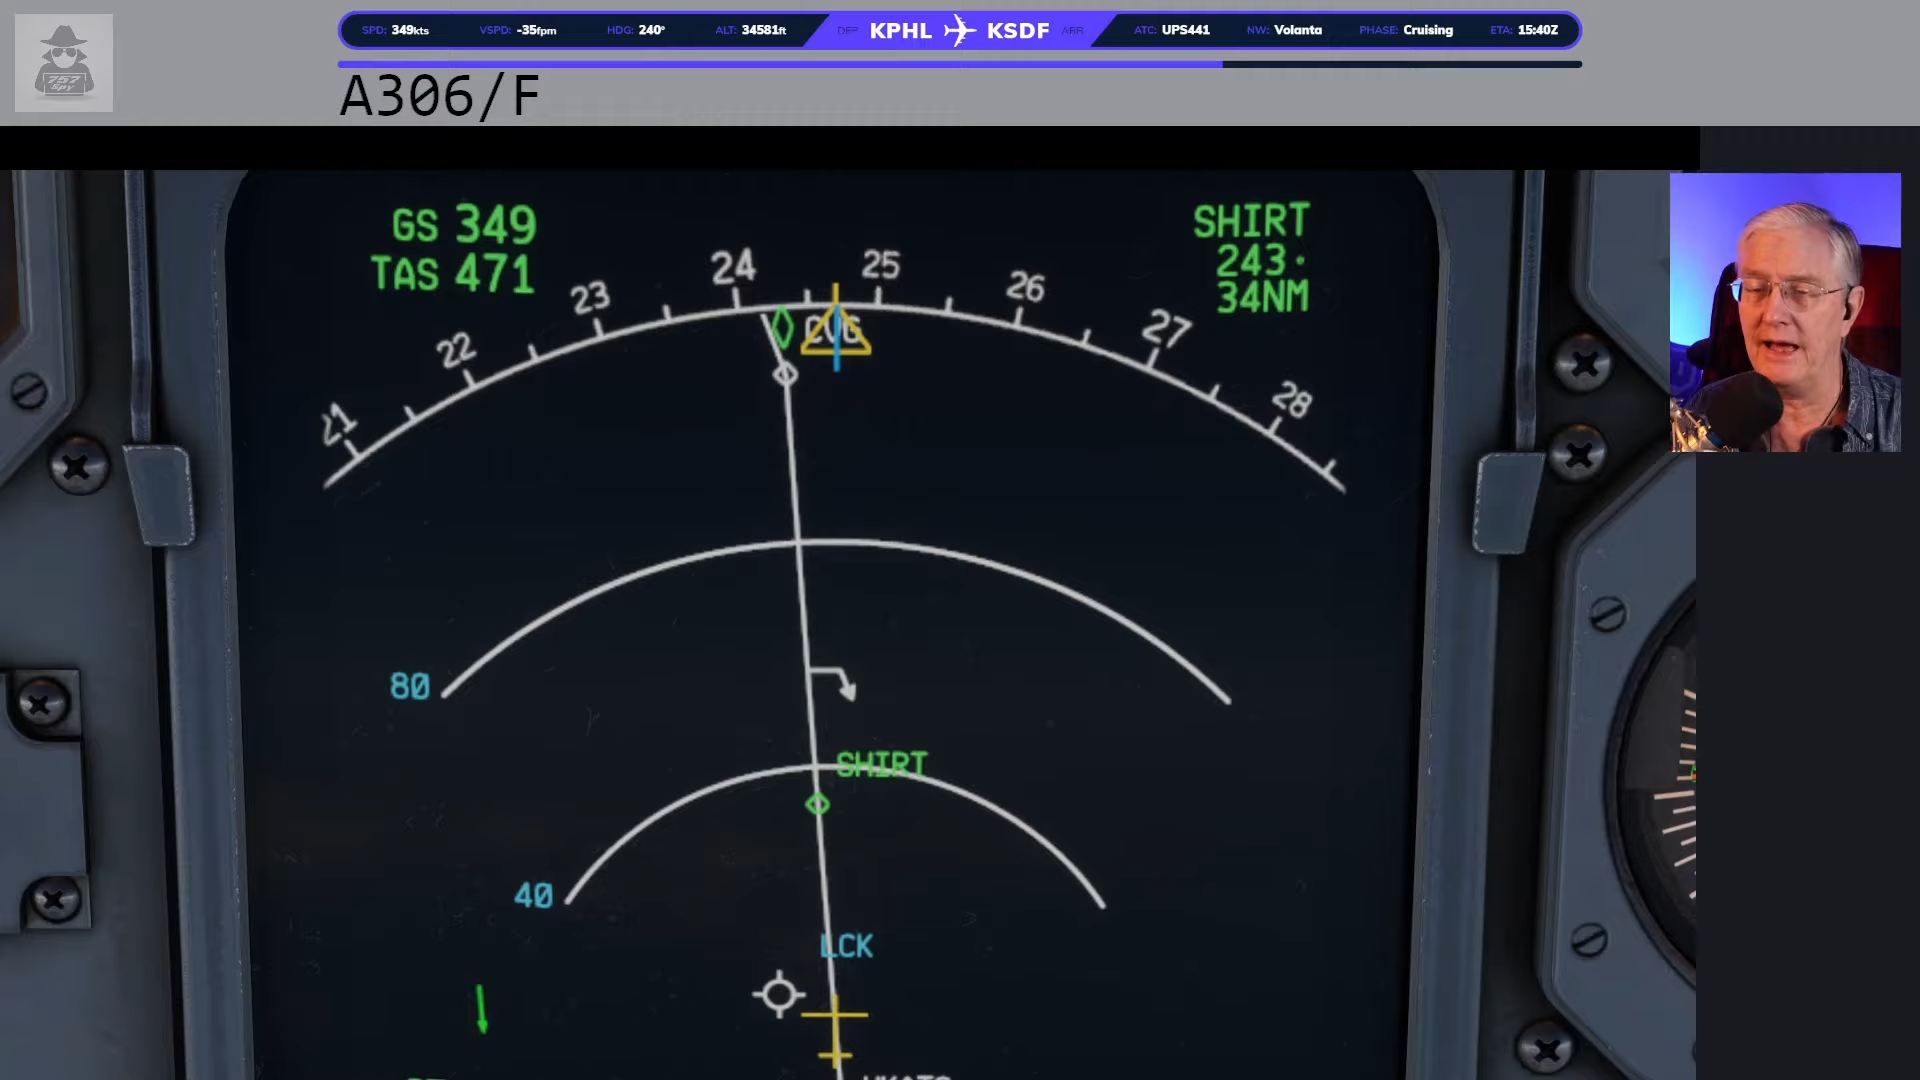 SPD: 349kts VSPD: -35fpm HDG: 240° ALT: 34581ft DEP KPHL KSDF ARR ATC: UPS441 NW: Volanta PHASE: Cruising ETA: 15:40Z
757
Spy
A306/F
GS 349
TAS 471
SHIRT
243·
34NM
21 22 23 24 25 26 27 28
80
SHIRT
40
LCK